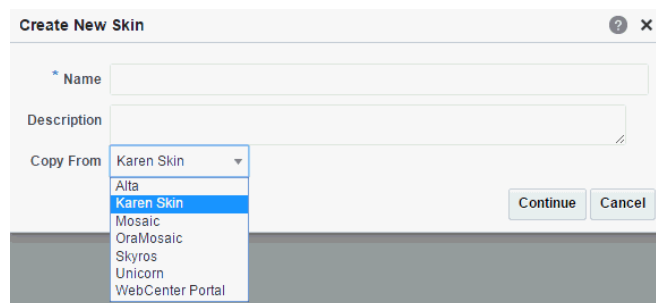 Create New Skin
* Name
Description
Copy From Karen Skin
Alta
Karen Skin
Mosaic
OraMosaic
Skyros
Unicorn
WebCenter Portal
Continue Cancel